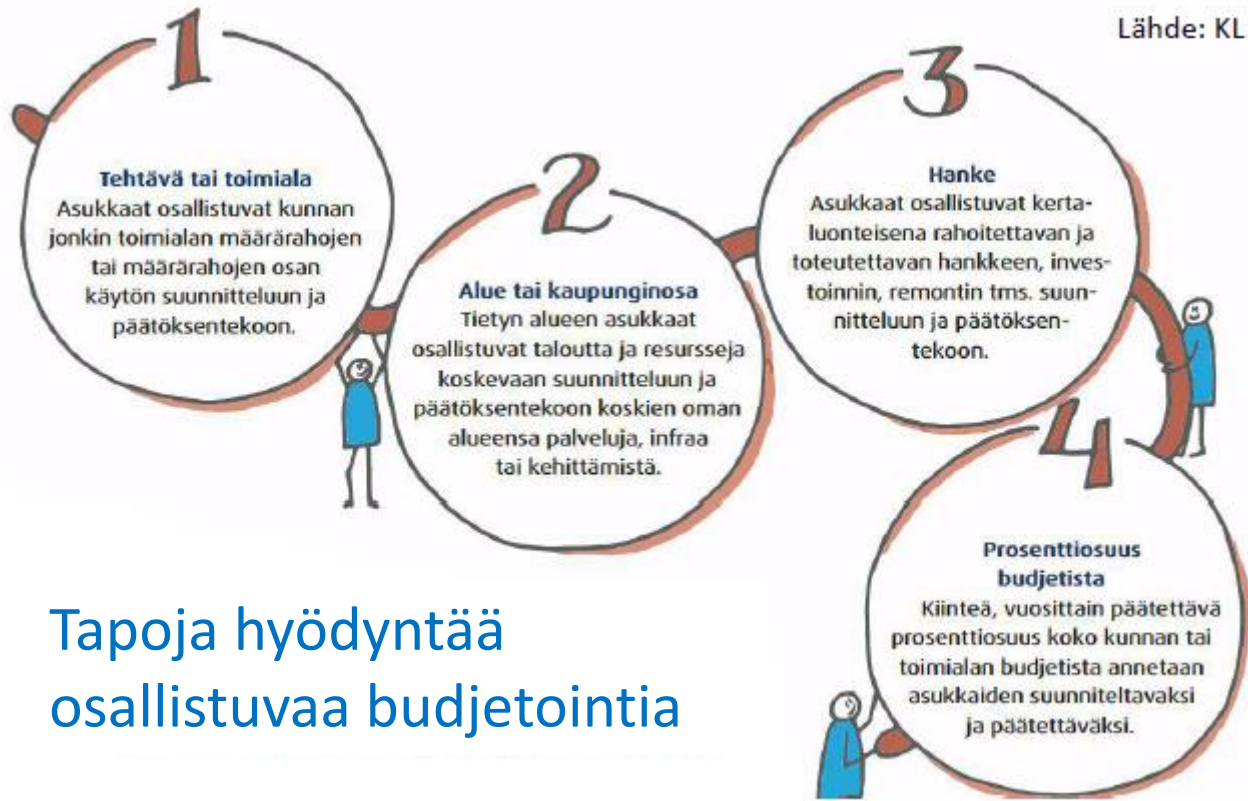 Lähde: KL
1
Tehtävä tai toimiala
Asukkaat osallistuvat kunnan
jonkin toimialan määrärahojen
tai määrärahojen osan
käytön suunnitteluun ja
päätöksentekoon.
2
Alue tai kaupunginosa
Tietyn alueen asukkaat
osallistuvat taloutta ja resursseja
koskevaan suunnitteluun ja
päätöksentekoon koskien oman
alueensa palveluja, infraa
tai kehittämistä.
3
Hanke
Asukkaat osallistuvat kerta-
luonteisena rahoitettavan ja
toteutettavan hankkeen, inves-
toinnin, remontin tms. suun-
nitteluun ja päätöksen-
tekoon.
4
Prosenttiosuus
budjetista
Kiinteä, vuosittain päätettävä
prosenttiosuus koko kunnan tai
toimialan budjetista annetaan
asukkaiden suunniteltavaksi
ja päätettäväksi.
Tapoja hyödyntää
osallistuvaa budjetointia